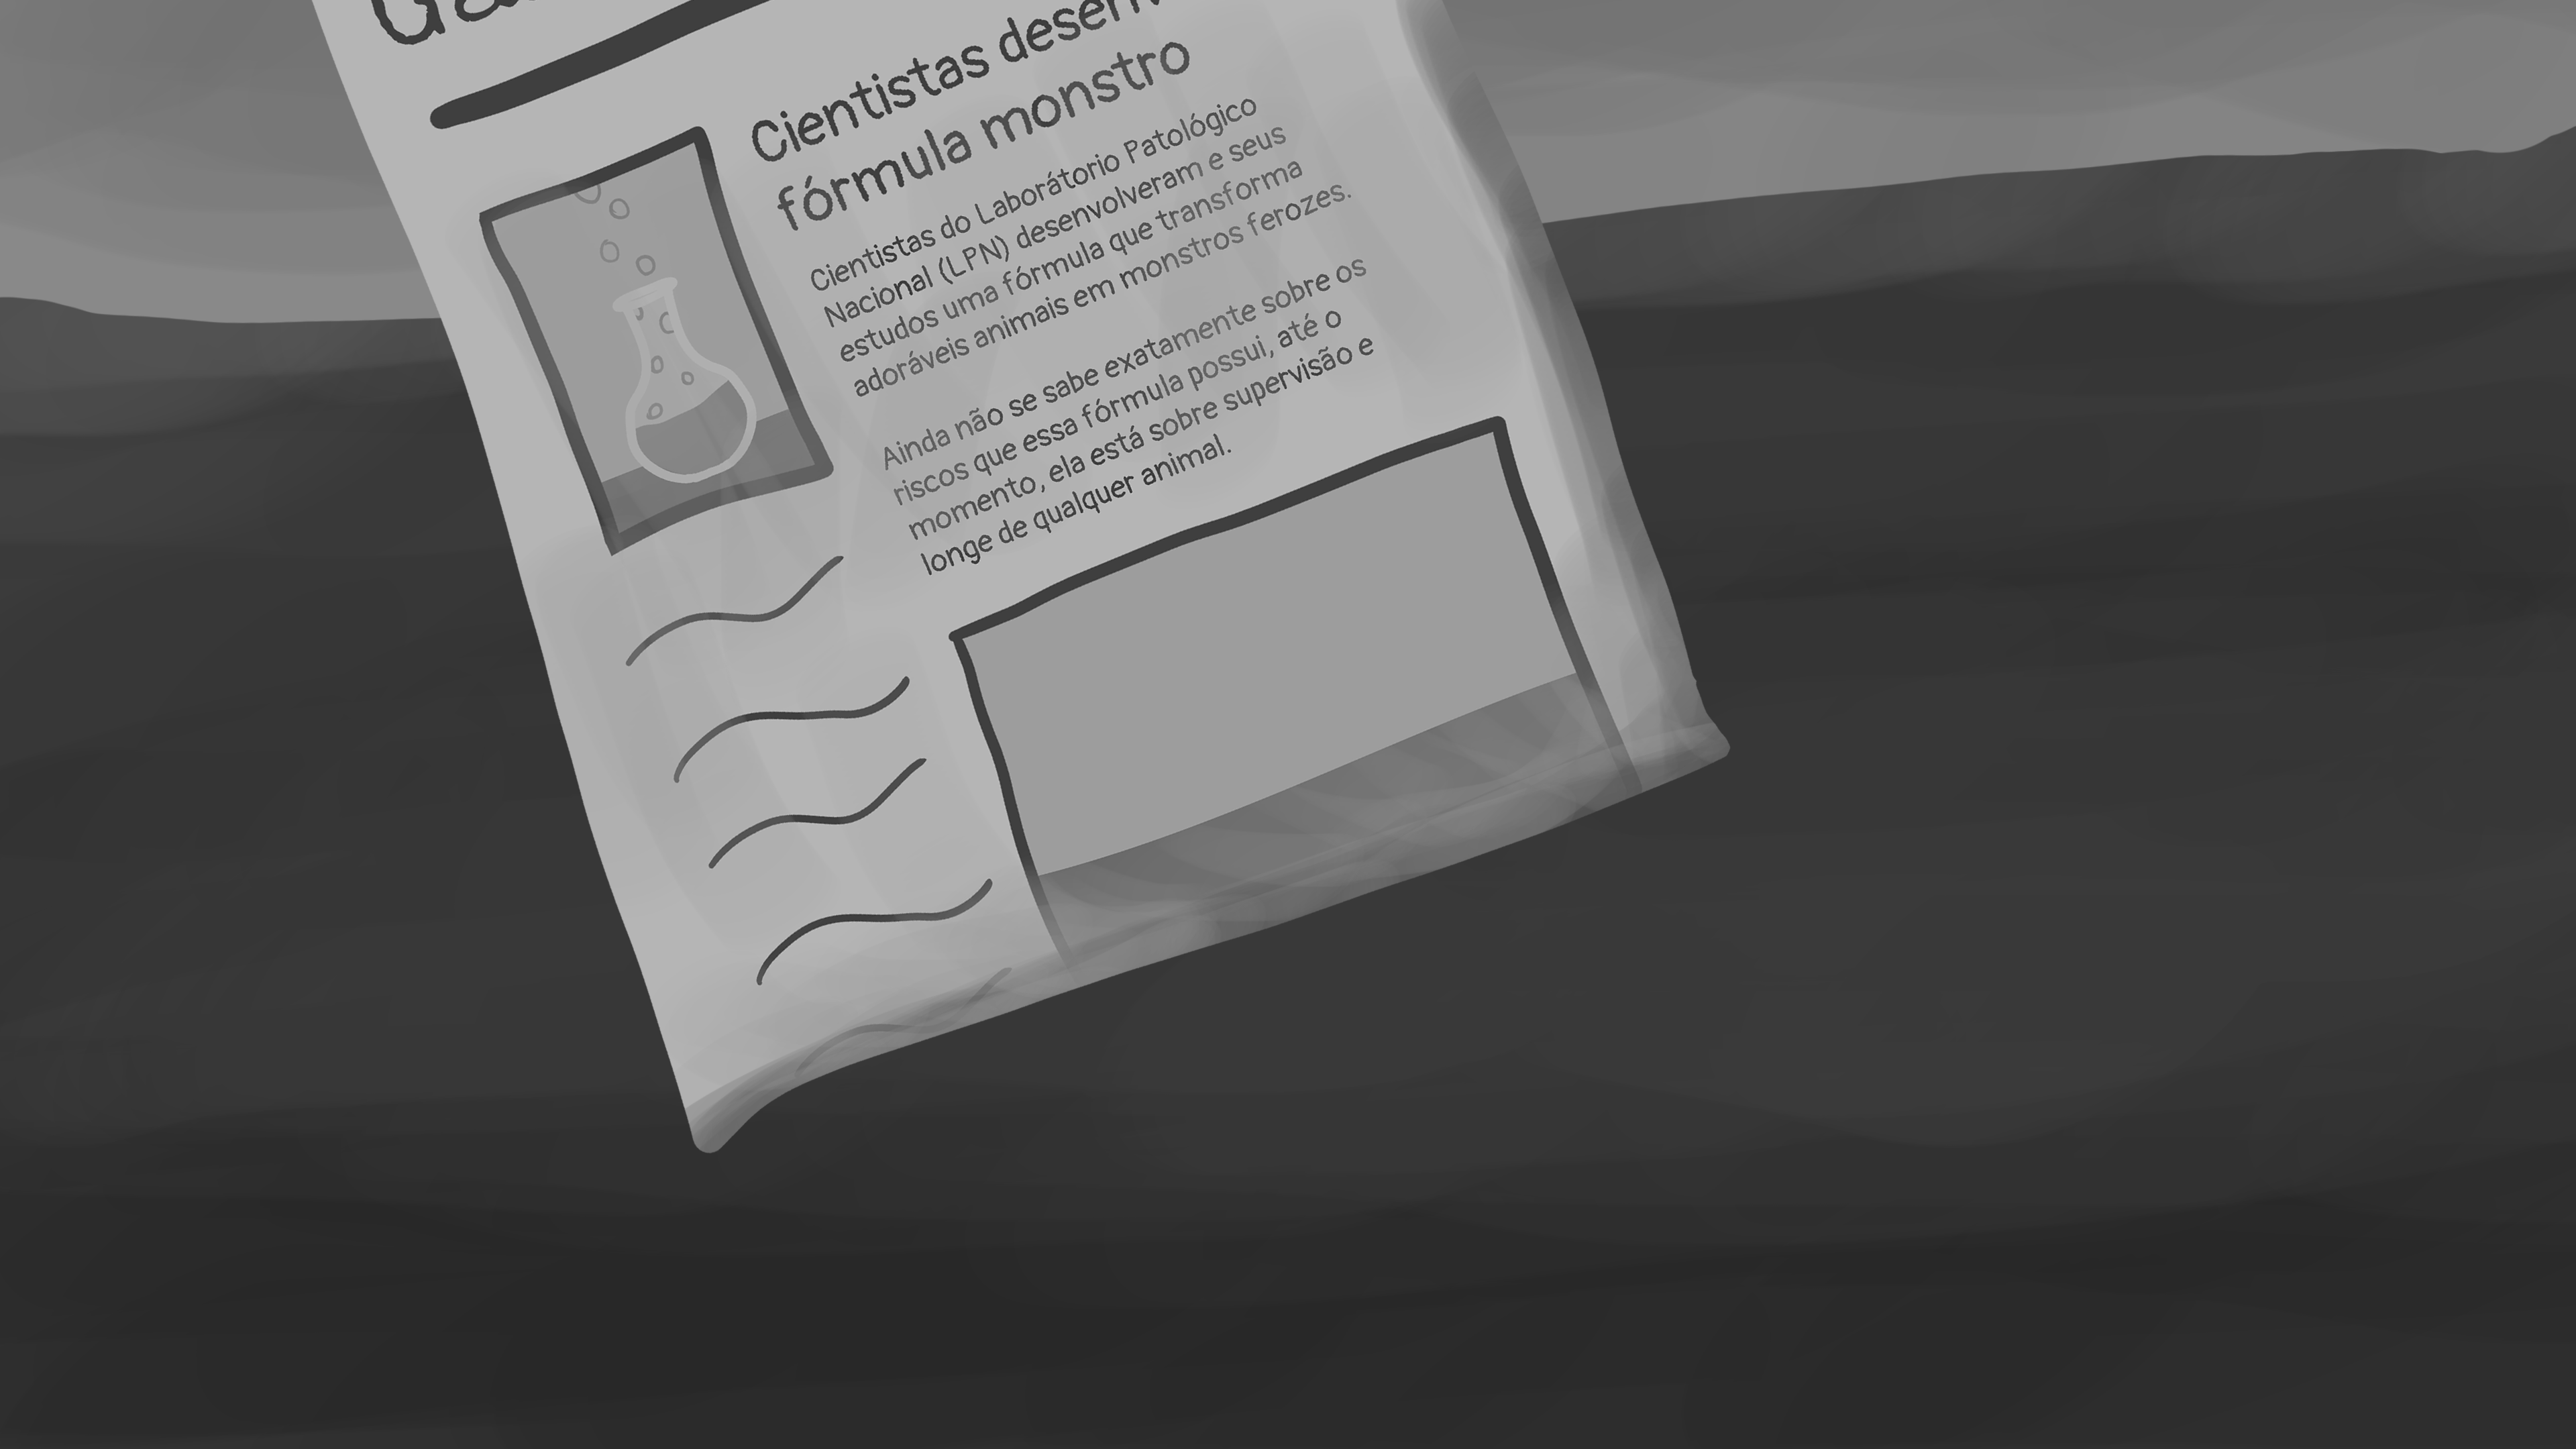 Cientistas
fórmula monstro
Cientistas do Laborátorio Patológico
Nacional (LPN) desenvolveram e seus
estudos uma fórmula que transforma
adoráveis animais em monstros ferozes.
Ainda não se sabe exatamente sobre os
riscos que essa fórmula possui, até o
momento, ela está sobre supervisão e
longe de qualquer animal.